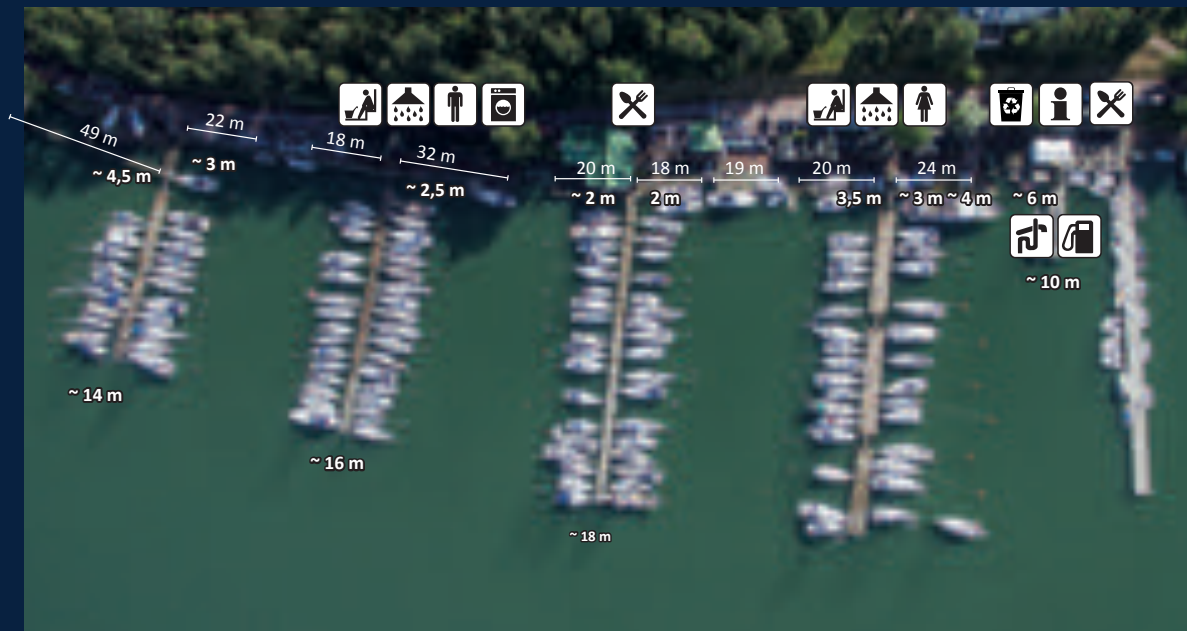 49 m
22 m
18 m
32 m
20 m
18 m
19 m
20 m
24 m
~ 4,5 m
~ 3 m
~ 2,5 m
~ 2 m
2 m
3,5 m
~ 3 m
~ 4 m
~ 6 m
~ 10 m
~ 14 m
~ 16 m
~ 18 m